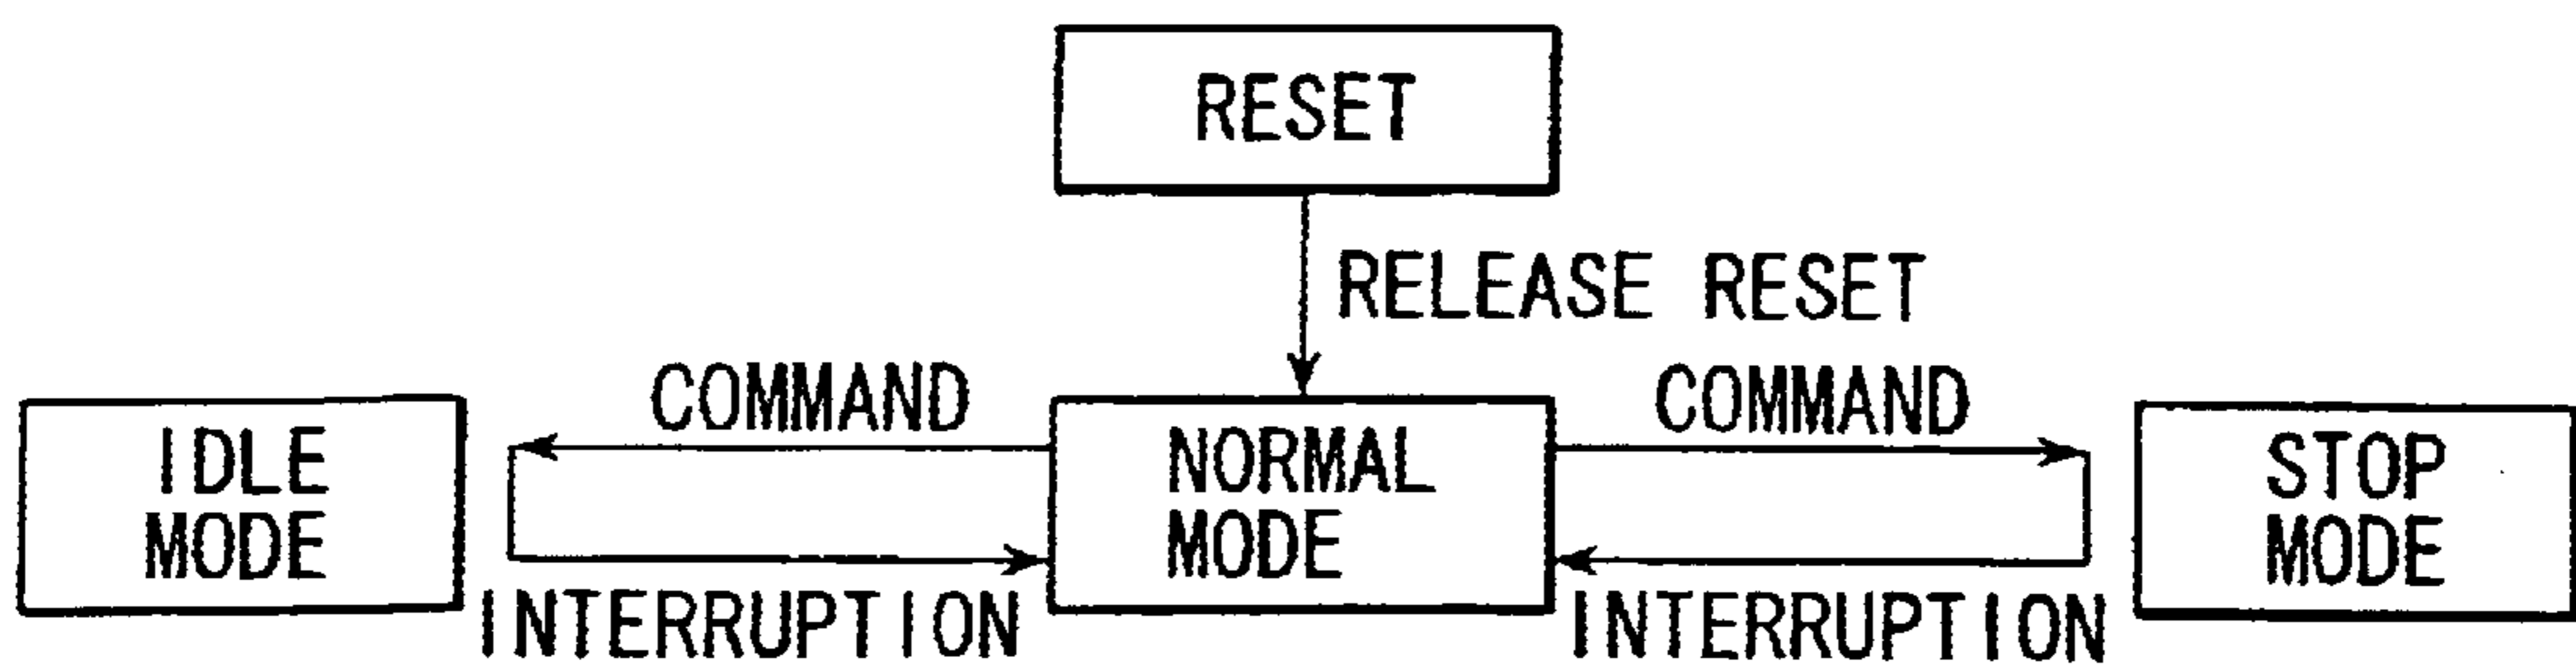 RESET
RELEASE RESET
COMMAND
COMMAND
IDLE
MODE
NORMAL
MODE
STOP
MODE
INTERRUPTION
INTERRUPTION